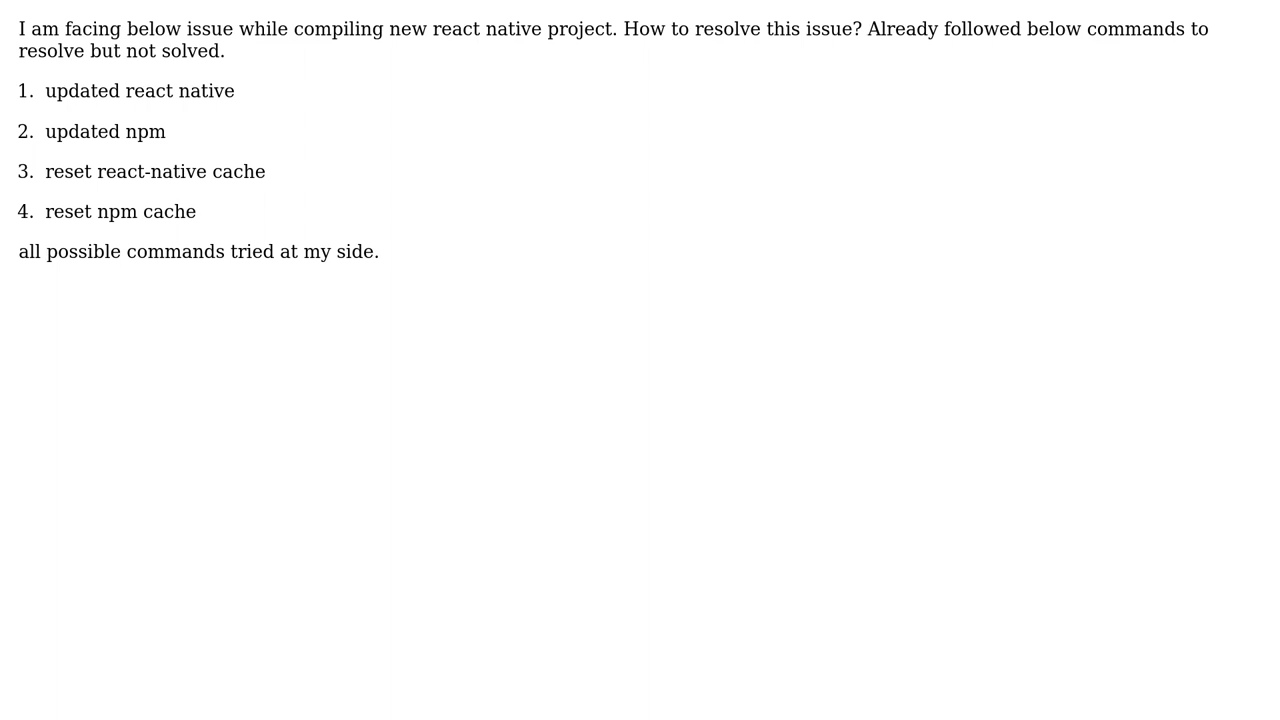 I am facing below issue while compiling new react native project. How to resolve this issue? Already followed below commands to
resolve but not solved.
1. updated react native
2. updated npm
3. reset react-native cache
4. reset npm cache
all possible commands tried at my side.